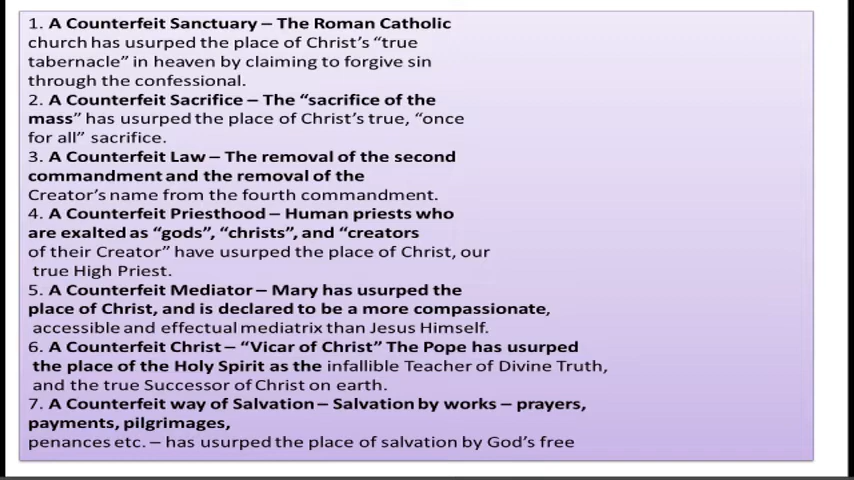 1. A Counterfeit Sanctuary – The Roman Catholic
church has usurped the place of Christ's “true
tabernacle” in heaven by claiming to forgive sin
through the confessional.
2. A Counterfeit Sacrifice – The “sacrifice of the
mass” has usurped the place of Christ's true, “once
for all” sacrifice.
3. A Counterfeit Law – The removal of the second
commandment and the removal of the
Creator's name from the fourth commandment.
4. A Counterfeit Priesthood – Human priests who
are exalted as “gods”, “christs”, and “creators
of their Creator” have usurped the place of Christ, our
true High Priest.
5. A Counterfeit Mediator – Mary has usurped the
place of Christ, and is declared to be a more compassionate,
accessible and effectual mediatrix than Jesus Himself.
6. A Counterfeit Christ – “Vicar of Christ” The Pope has usurped
the place of the Holy Spirit as the infallible Teacher of Divine Truth,
and the true Successor of Christ on earth.
7. A Counterfeit way of Salvation – Salvation by works – prayers,
payments, pilgrimages,
penances etc. – has usurped the place of salvation by God's free